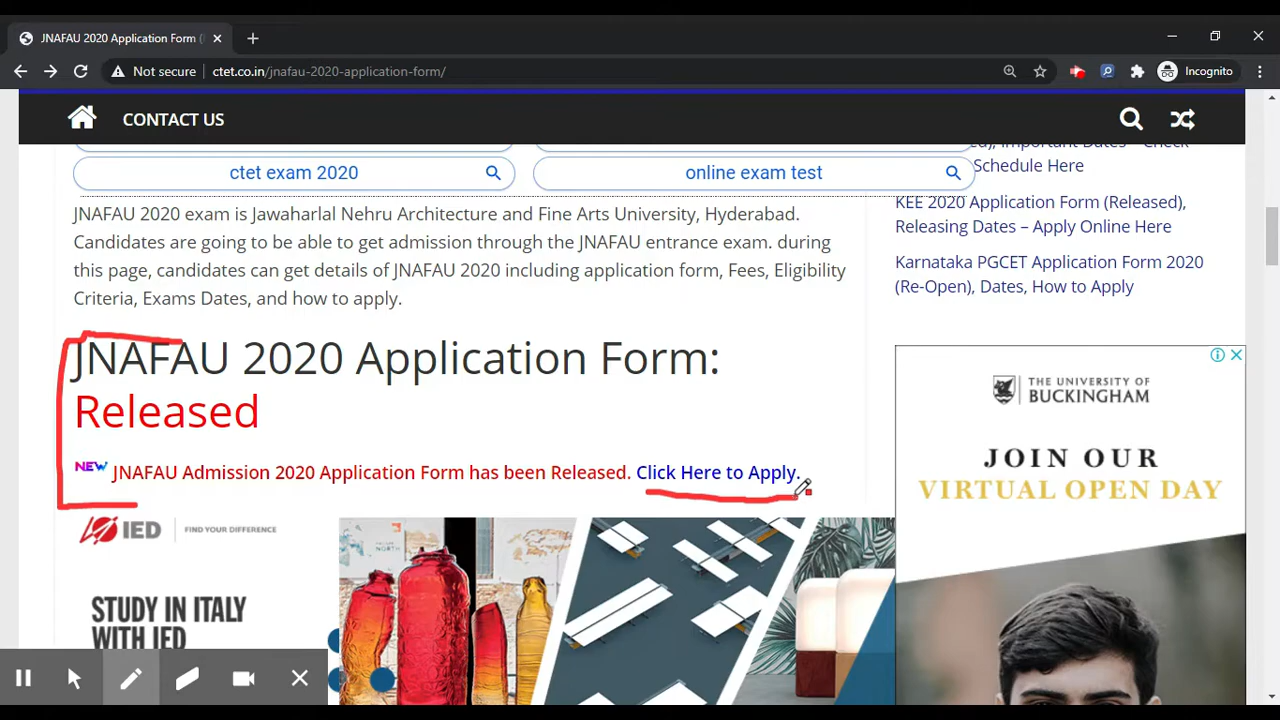 JNAFAU 2020 Application Form (
Not secure
ctet.co.in/jnafau-2020-application-form/
Incognito
CONTACT US
ctet exam 2020
online exam test
JNAFAU 2020 exam is Jawaharlal Nehru Architecture and Fine Arts University, Hyderabad.
Candidates are going to be able to get admission through the JNAFAU entrance exam. during
this page, candidates can get details of JNAFAU 2020 including application form, Fees, Eligibility
Criteria, Exams Dates, and how to apply.
JNAFAU 2020 Application Form:
Released
NEW JNAFAU Admission 2020 Application Form has been Released. Click Here to Apply.
IED FIND YOUR DIFFERENCE
STUDY IN ITALY
WITH IED
Important Dates – Check
Schedule Here
KEE 2020 Application Form (Released),
Releasing Dates – Apply Online Here
Karnataka PGCET Application Form 2020
(Re-Open), Dates, How to Apply
THE UNIVERSITY OF
BUCKINGHAM
JOIN OUR
VIRTUAL OPEN DAY